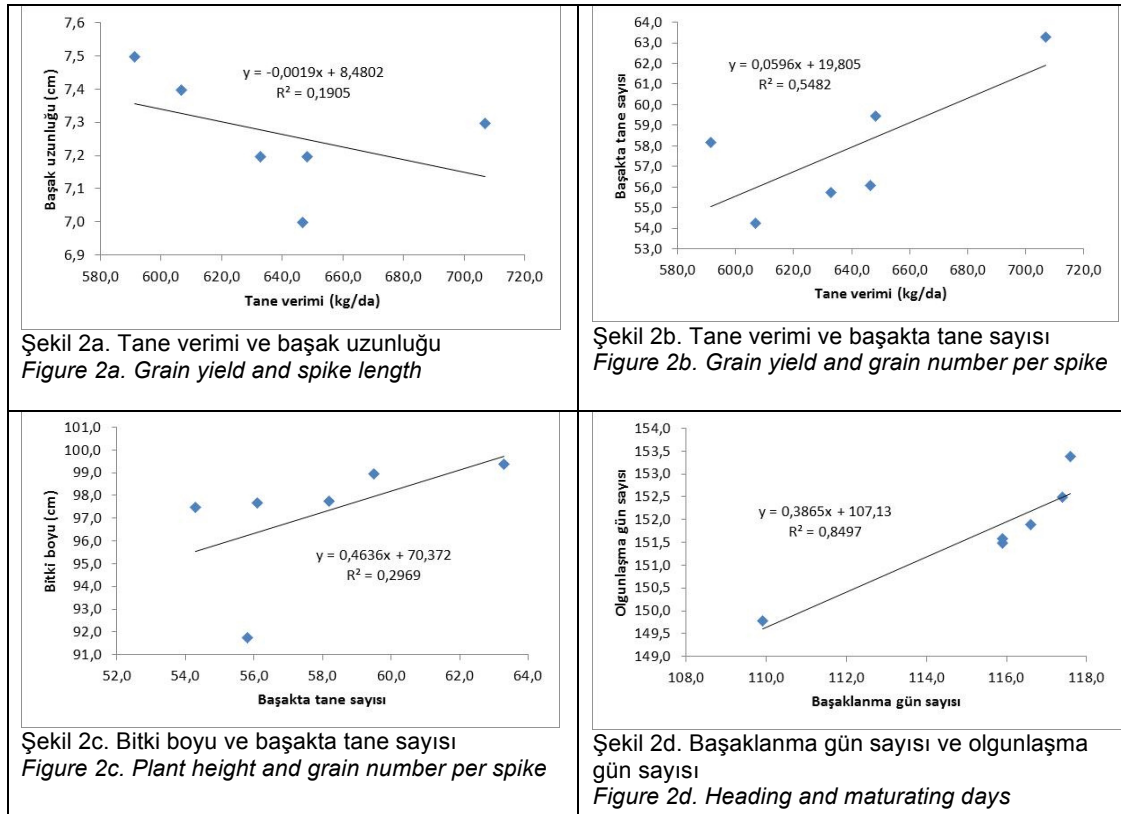 7,6
7,5
7,4
7,3
7,2
7,1
7,0
6,9
Başak uzunluğu (cm)
y = -0,0019x + 8,4802
R² = 0,1905
580,0 600,0 620,0 640,0 660,0 680,0 700,0 720,0
Tane verimi (kg/da)
Şekil 2a. Tane verimi ve başak uzunluğu
Figure 2a. Grain yield and spike length
64,0
63,0
62,0
61,0
60,0
59,0
58,0
57,0
56,0
55,0
54,0
53,0
Başakta tane sayısı
y = 0,0596x + 19,805
R² = 0,5482
580,0 600,0 620,0 640,0 660,0 680,0 700,0 720,0
Tane verimi (kg/da)
Şekil 2b. Tane verimi ve başakta tane sayısı
Figure 2b. Grain yield and grain number per spike
101,0
100,0
99,0
98,0
97,0
96,0
95,0
94,0
93,0
92,0
91,0
Bitki boyu (cm)
y = 0,4636x + 70,372
R² = 0,2969
52,0 54,0 56,0 58,0 60,0 62,0 64,0
Başakta tane sayısı
Şekil 2c. Bitki boyu ve başakta tane sayısı
Figure 2c. Plant height and grain number per spike
154,0
153,5
153,0
152,5
152,0
151,5
151,0
150,5
150,0
149,5
149,0
Olgunlaşma gün sayısı
y = 0,3865x + 107,13
R² = 0,8497
108,0 110,0 112,0 114,0 116,0 118,0
Başaklanma gün sayısı
Şekil 2d. Başaklanma gün sayısı ve olgunlaşma
gün sayısı
Figure 2d. Heading and maturating days